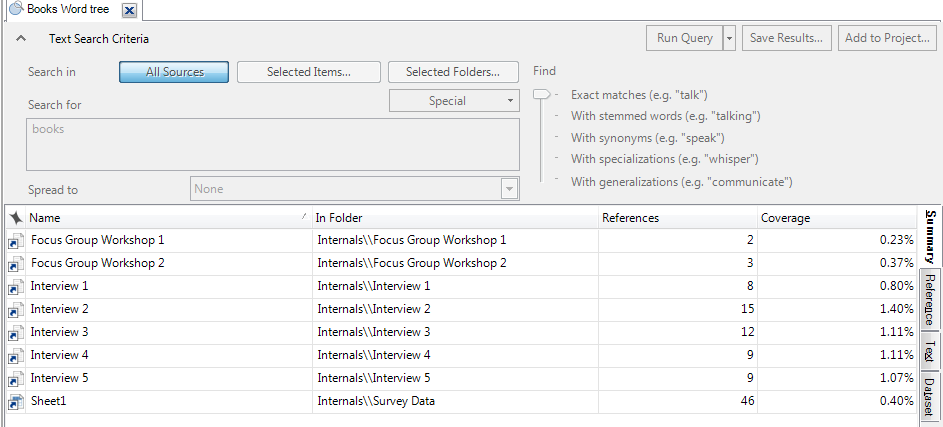 Books Word tree
Text Search Criteria
Run Query
Save Results...
Add to Project...
Search in
All Sources
Selected Items...
Selected Folders...
Find
Search for
Special
Exact matches (e.g. "talk")
With stemmed words (e.g. "talking")
With synonyms (e.g. "speak")
With specializations (e.g. "whisper")
With generalizations (e.g. "communicate")
books
Spread to
None
Name In Folder References Coverage
Focus Group Workshop 1 Internals\\Focus Group Workshop 1 2 0.23%
Focus Group Workshop 2 Internals\\Focus Group Workshop 2 3 0.37%
Interview 1 Internals\\Interview 1 8 0.80%
Interview 2 Internals\\Interview 2 15 1.40%
Interview 3 Internals\\Interview 3 12 1.11%
Interview 4 Internals\\Interview 4 9 1.11%
Interview 5 Internals\\Interview 5 9 1.07%
Sheet1 Internals\\Survey Data 46 0.40%
Summary
Reference
Text
Dataset